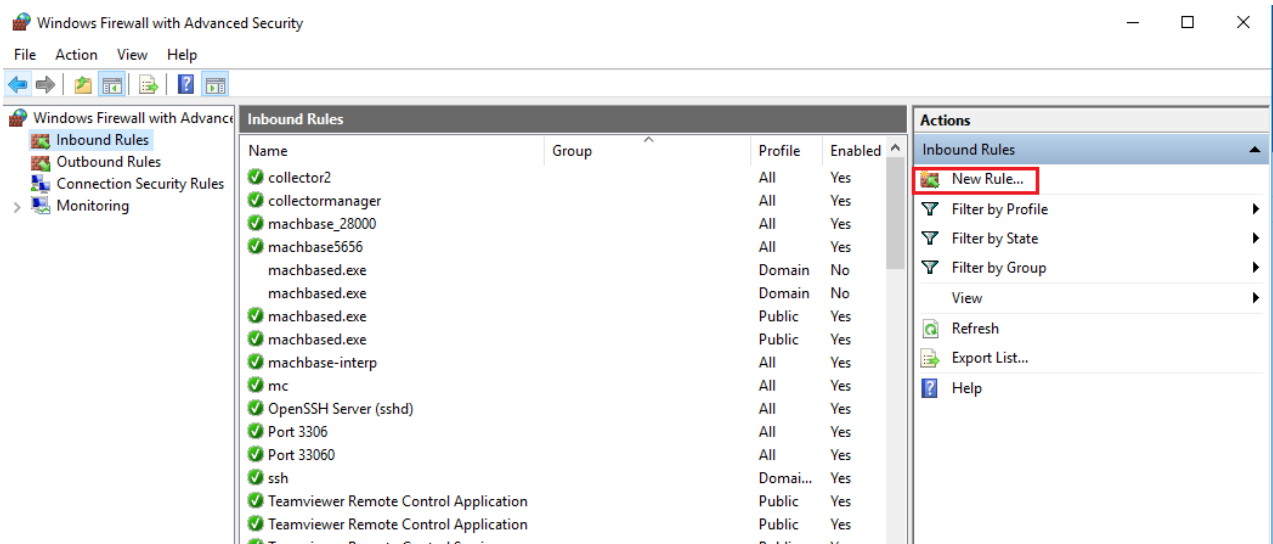 Windows Firewall with Advanced Security
File Action View Help
Windows Firewall with Advance
Inbound Rules
Outbound Rules
Connection Security Rules
Monitoring
Inbound Rules
Name Group Profile Enabled
collector2 All Yes
collectormanager All Yes
machbase_28000 All Yes
machbase5656 All Yes
machbased.exe Domain No
machbased.exe Domain No
machbased.exe Public Yes
machbased.exe Public Yes
machbase-interp All Yes
mc All Yes
OpenSSH Server (sshd) All Yes
Port 3306 All Yes
Port 33060 All Yes
ssh Domai... Yes
Teamviewer Remote Control Application Public Yes
Teamviewer Remote Control Application Public Yes
Actions
Inbound Rules
New Rule...
Filter by Profile
Filter by State
Filter by Group
View
Refresh
Export List...
Help